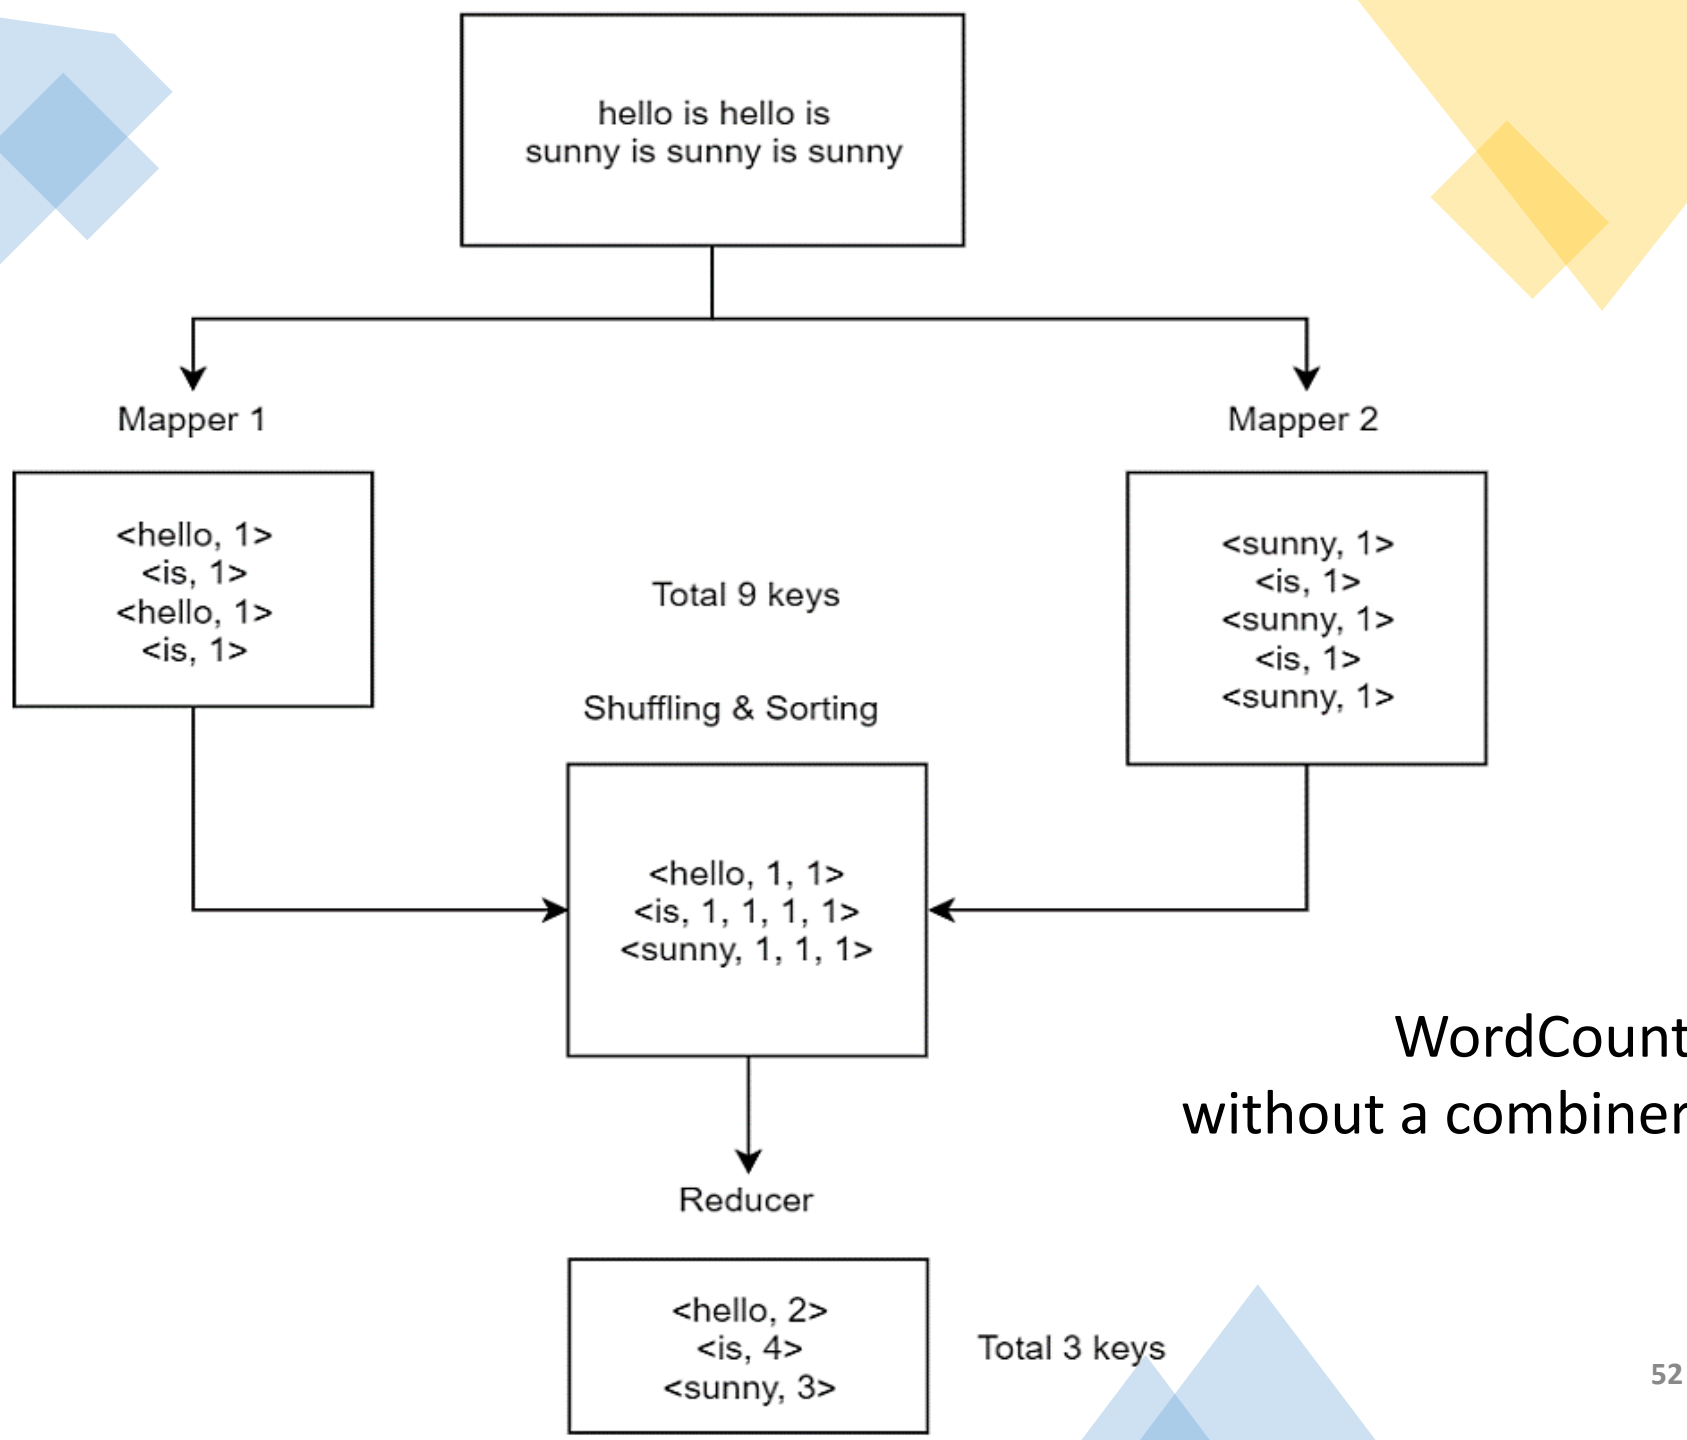 hello is hello is
sunny is sunny is sunny
Mapper 1
Mapper 2
<hello, 1>
<is, 1>
<hello, 1>
<is, 1>
Total 9 keys
<sunny, 1>
<is, 1>
<sunny, 1>
<is, 1>
<sunny, 1>
Shuffling & Sorting
<hello, 1, 1>
<is, 1, 1, 1, 1>
<sunny, 1, 1, 1>
WordCount
without a combiner
Reducer
<hello, 2>
<is, 4>
<sunny, 3>
Total 3 keys
52